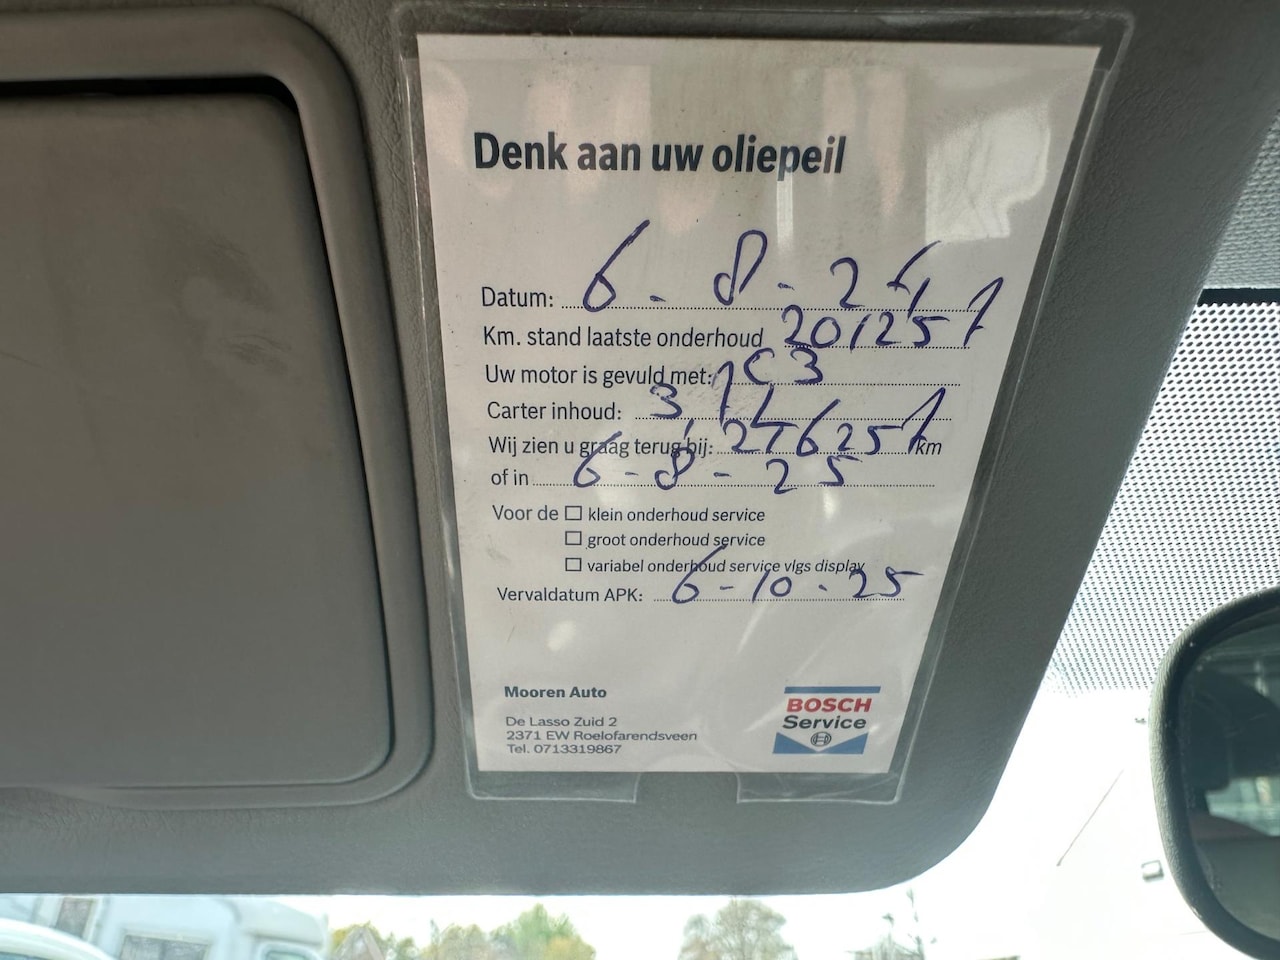 Denk aan uw oliepeil
Datum: 6 - 8 - 24
Km. stand laatste onderhoud 201251
Uw motor is gevuld met: 1C3
Carter inhoud: 3,1L
Wij zien u graag terug bij: km
of in 6 - 8 - 25
Voor de ☐ klein onderhoud service
☐ groot onderhoud service
☐ variabel onderhoud service vlgs display
Vervaldatum APK: 6-10-25
Mooren Auto
De Lasso Zuid 2
2371 EW Roelofarendsveen
Tel. 0713319867
BOSCH
Service